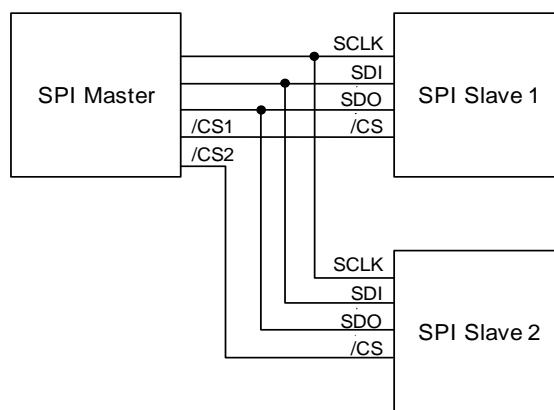 SCLK
SDI
SPI Master
SDO
SPI Slave 1
/CS1
/CS
/CS2
SCLK
SDI
SDO
SPI Slave 2
/CS